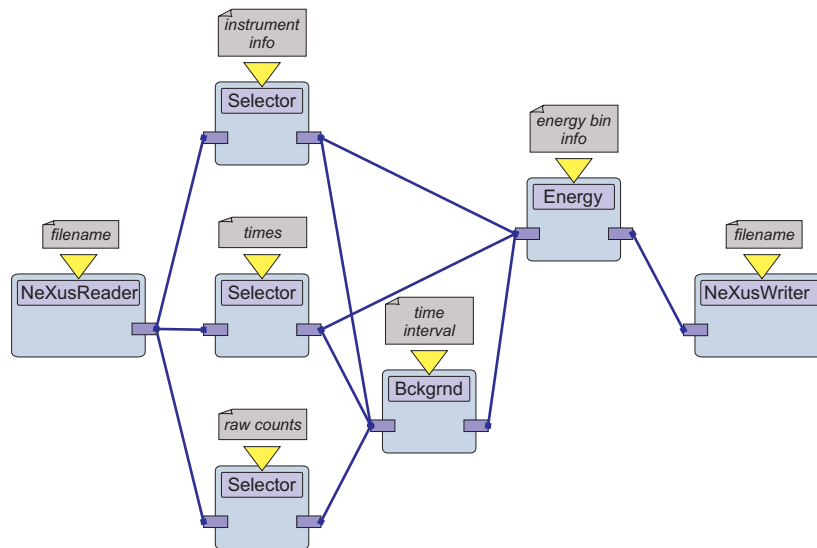 instrument
info
Selector
energy bin
info
Energy
filename
NeXusReader
times
Selector
filename
NeXusWriter
time
interval
Bckgrnd
raw counts
Selector